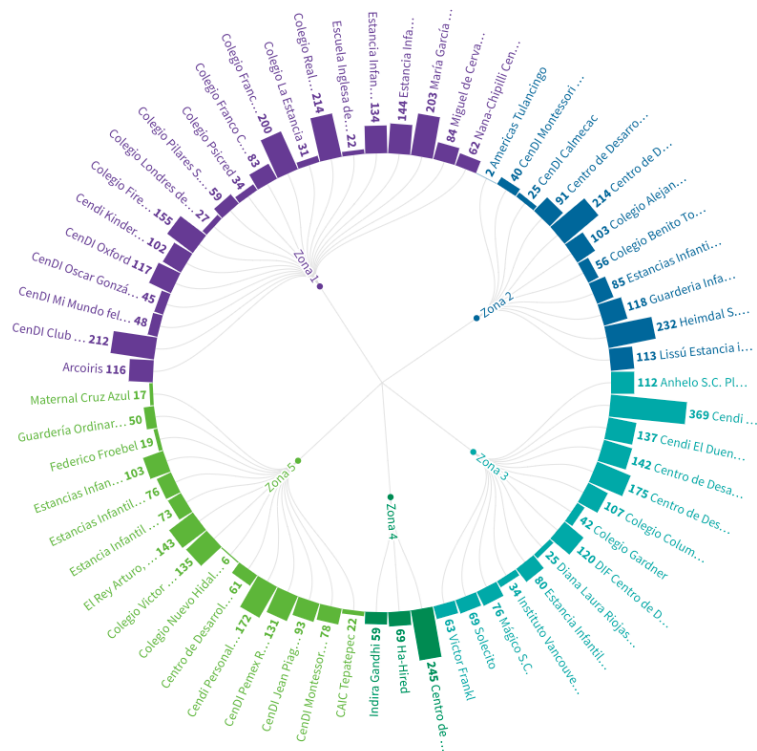 Zona 1
Arcoiris 116
CenDI Club … 212
CenDI Mi Mundo fel… 48
CenDI Oscar Gonzá… 45
CenDI Oxford 117
Cendi Kinder… 102
Colegio Fire… 155
Colegio Londres de… 27
Colegio Pilares S… 59
Colegio Psicred 34
Colegio Franco C… 83
Colegio Franc… 200
Colegio La Estancia 31
Colegio Real… 214
Escuela Inglesa de… 22
Estancia Infan… 134
Estancia Infa… 144
203 María García …
84 Miguel de Cerva…
62 Nana-Chipilli Cen…
Zona 2
2 Americas Tulancingo
40 CenDI Montessori …
25 CenDI Calmecac
91 Centro de Desarro…
214 Centro de D…
103 Colegio Alejan…
56 Colegio Benito To…
85 Estancias Infanti…
118 Guarderia Infa…
232 Heimdal S.…
113 Lissú Estancia i…
Zona 3
112 Anhelo S.C. Pl…
369 Cendi …
137 Cendi El Duen…
142 Centro de Desa…
175 Centro de Des…
107 Colegio Colum…
42 Colegio Gardner
120 DIF Centro de D…
25 Diana Laura Riojas…
80 Estancia Infantil…
34 Instituto Vancouve…
76 Mágico S.C.
69 Solecito
63 Victor Frankl
Zona 4
245 Centro de …
69 Ha-Hired
Indira Gandhi 59
Zona 5
CAIC Tepatepec 22
CenDI Montessor… 78
CenDI Jean Piag… 93
CenDI Pemex R… 131
Cendi Personal… 172
Centro de Desarrol… 61
Colegio Nuevo Hidal… 6
Colegio Victor … 135
El Rey Arturo… 143
Estancia Infantil … 73
Estancias Infantil… 76
Estancias Infan… 103
Federico Froebel 19
Guardería Ordinar… 50
Maternal Cruz Azul 17